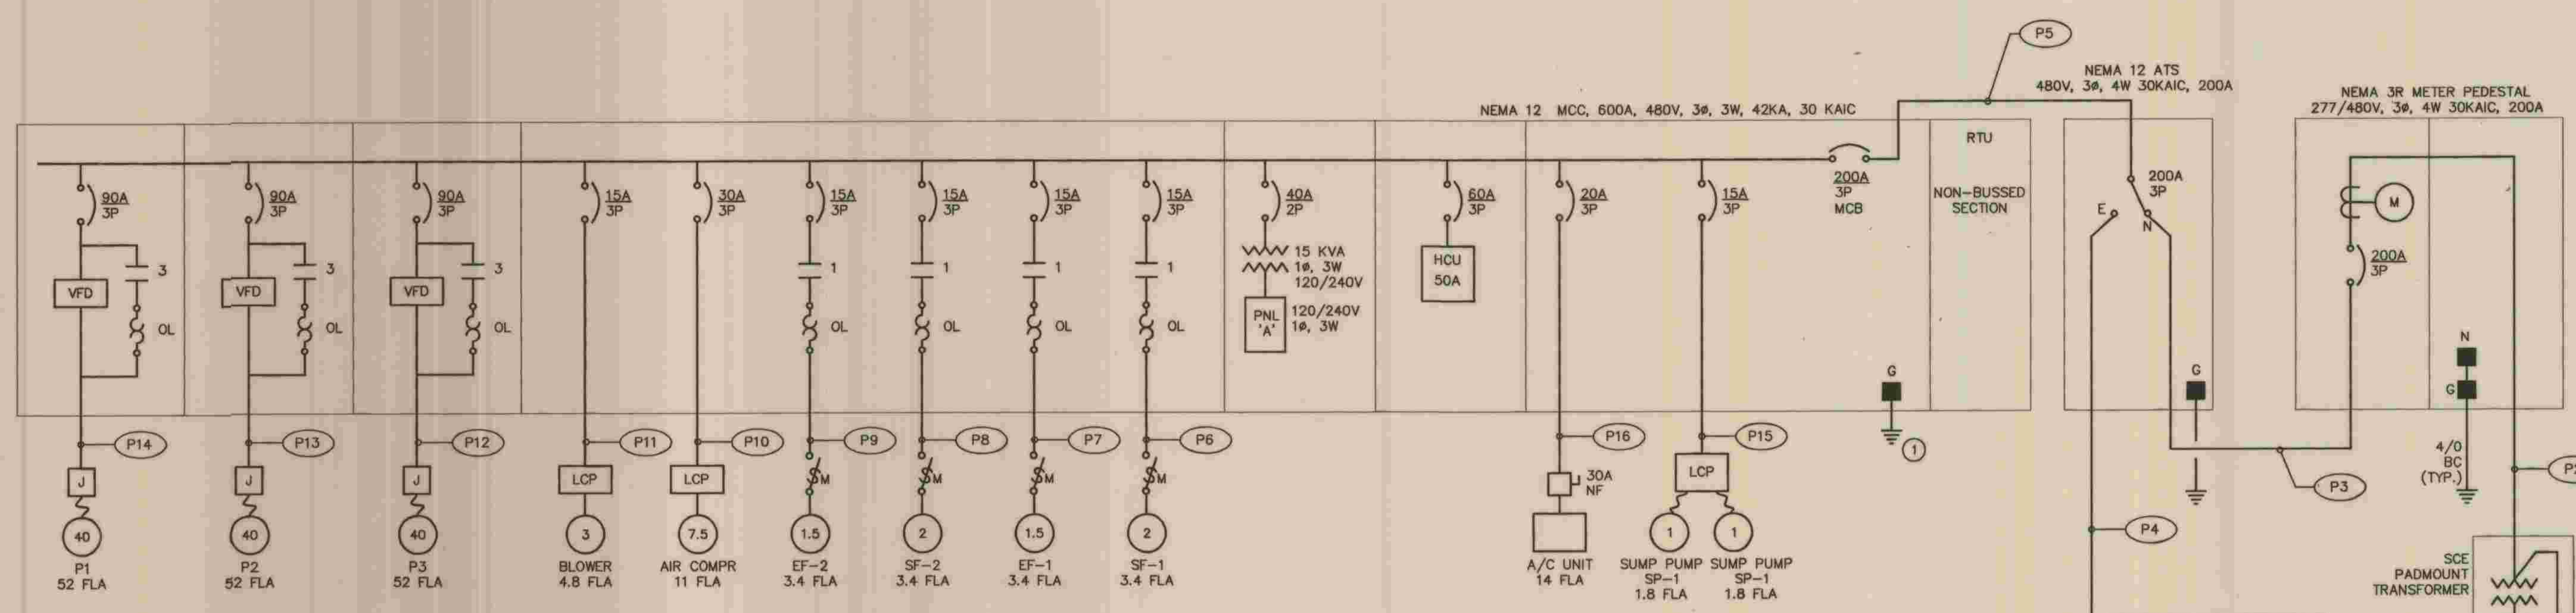 P5
NEMA 12 ATS
480V, 3ø, 4W 30KAIC, 200A
NEMA 3R METER PEDESTAL
277/480V, 3ø, 4W 30KAIC, 200A
NEMA 12 MCC, 600A, 480V, 3ø, 3W, 42KA, 30 KAIC
90A
3P
3
VFD
OL
P14
J
40
P1
52 FLA
90A
3P
3
VFD
OL
P13
J
40
P2
52 FLA
90A
3P
3
VFD
OL
P12
J
40
P3
52 FLA
15A
3P
P11
LCP
3
BLOWER
4.8 FLA
30A
3P
P10
LCP
7.5
AIR COMPR
11 FLA
15A
3P
1
OL
P9
$M
1.5
EF-2
3.4 FLA
15A
3P
1
OL
P8
$M
2
SF-2
3.4 FLA
15A
3P
1
OL
P7
$M
1.5
EF-1
3.4 FLA
15A
3P
1
OL
P6
$M
2
SF-1
3.4 FLA
40A
2P
15 KVA
1ø, 3W
120/240V
PNL
'A'
120/240V
1ø, 3W
60A
3P
HCU
50A
20A
3P
P16
30A
NF
A/C UNIT
14 FLA
15A
3P
P15
LCP
1
1
SUMP PUMP
SP-1
1.8 FLA
SUMP PUMP
SP-1
1.8 FLA
200A
3P
MCB
G
1
RTU
NON-BUSSED
SECTION
200A
3P
E
N
G
P4
P3
M
200A
3P
N
G
4/0
BC
(TYP.)
SCE
PADMOUNT
TRANSFORMER